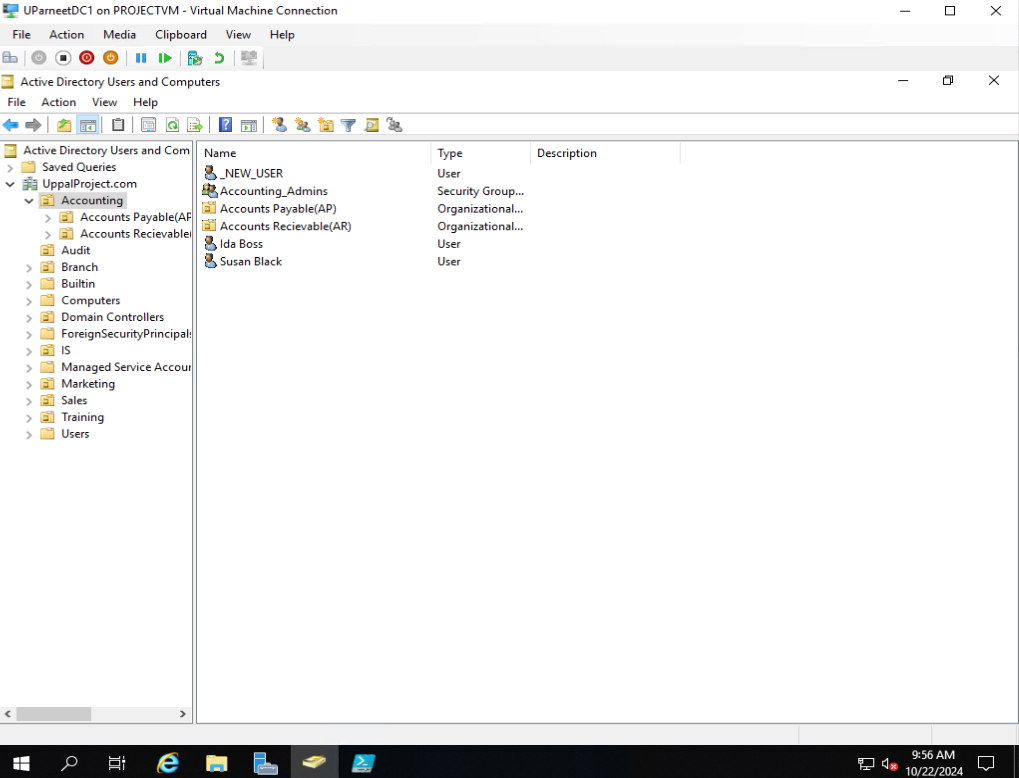 UParneetDC1 on PROJECTVM - Virtual Machine Connection
File Action Media Clipboard View Help
Active Directory Users and Computers
File Action View Help
Active Directory Users and Com
Saved Queries
UppalProject.com
Accounting
Accounts Payable(AP
Accounts Recievable(
Audit
Branch
Builtin
Computers
Domain Controllers
ForeignSecurityPrincipals
IS
Managed Service Accour
Marketing
Sales
Training
Users
Name Type Description
_NEW_USER User
Accounting_Admins Security Group...
Accounts Payable(AP) Organizational...
Accounts Recievable(AR) Organizational...
Ida Boss User
Susan Black User
9:56 AM
10/22/2024